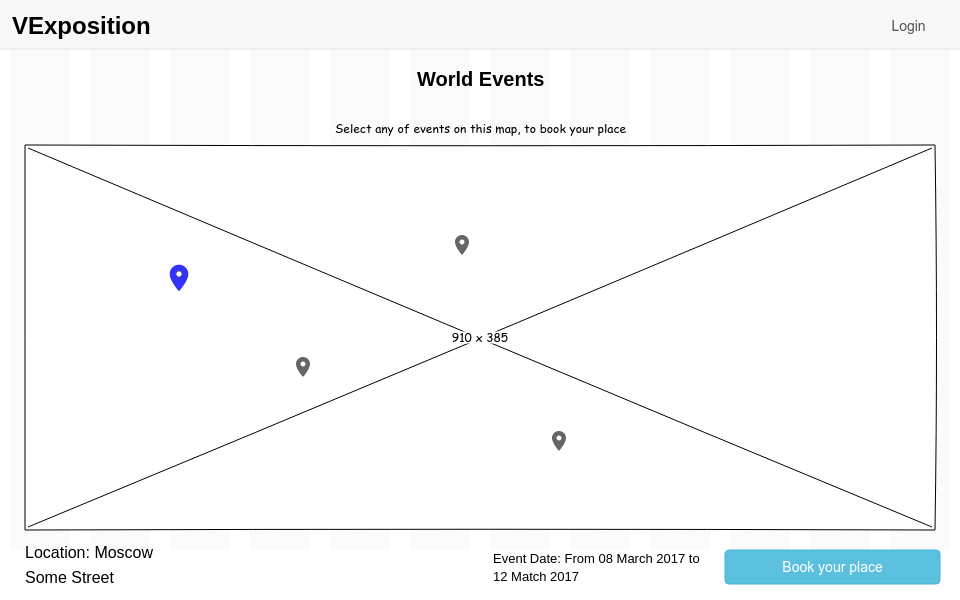 VExposition
Login
World Events
Select any of events on this map, to book your place
910 x 385
Location: Moscow
Some Street
Event Date: From 08 March 2017 to
12 Match 2017
Book your place